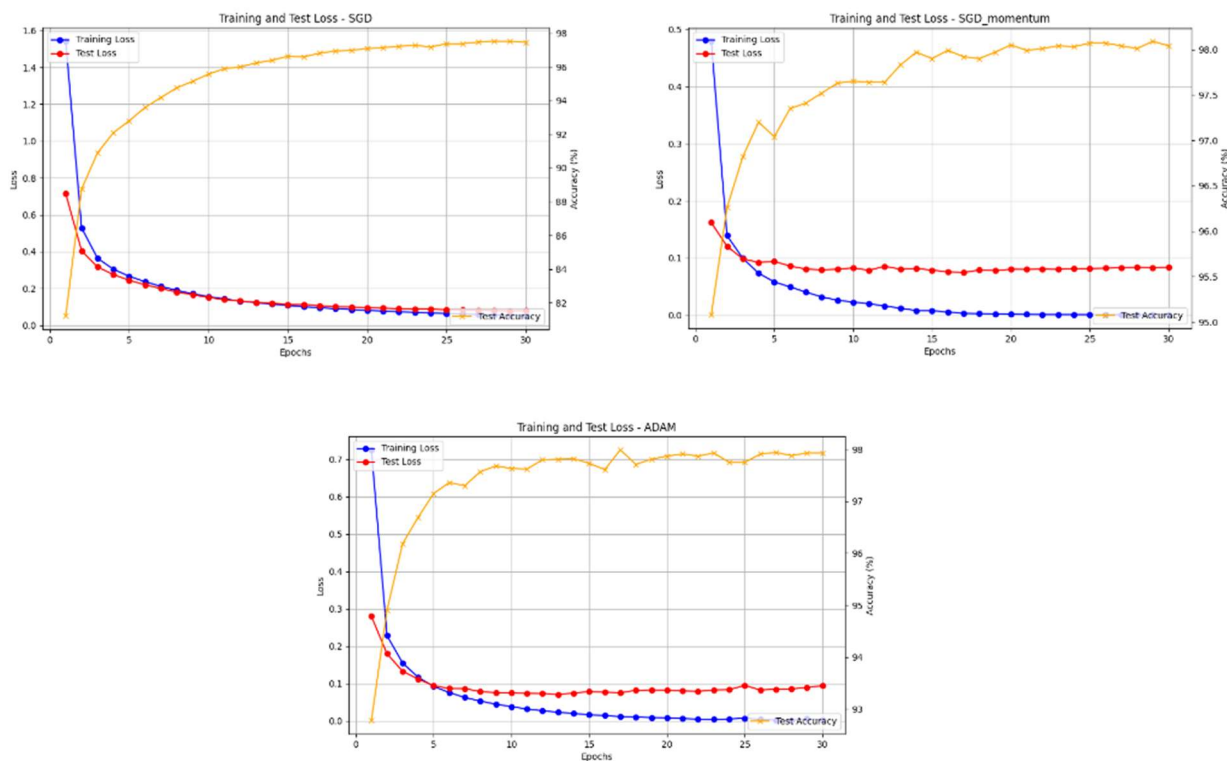 Training and Test Loss - SGD
Training Loss
Test Loss
1.6
1.4
1.2
1.0
0.8
0.6
0.4
0.2
0.0
Loss
98
96
94
92
90
88
86
84
82
Accuracy (%)
Test Accuracy
0 5 10 15 20 25 30
Epochs
Training and Test Loss - SGD_momentum
Training Loss
Test Loss
0.5
0.4
0.3
0.2
0.1
0.0
Loss
98.0
97.5
97.0
96.5
96.0
95.5
95.0
Accuracy (%)
Test Accuracy
0 5 10 15 20 25 30
Epochs
Training and Test Loss - ADAM
Training Loss
Test Loss
0.7
0.6
0.5
0.4
0.3
0.2
0.1
0.0
Loss
98
97
96
95
94
93
Accuracy (%)
Test Accuracy
0 5 10 15 20 25 30
Epochs